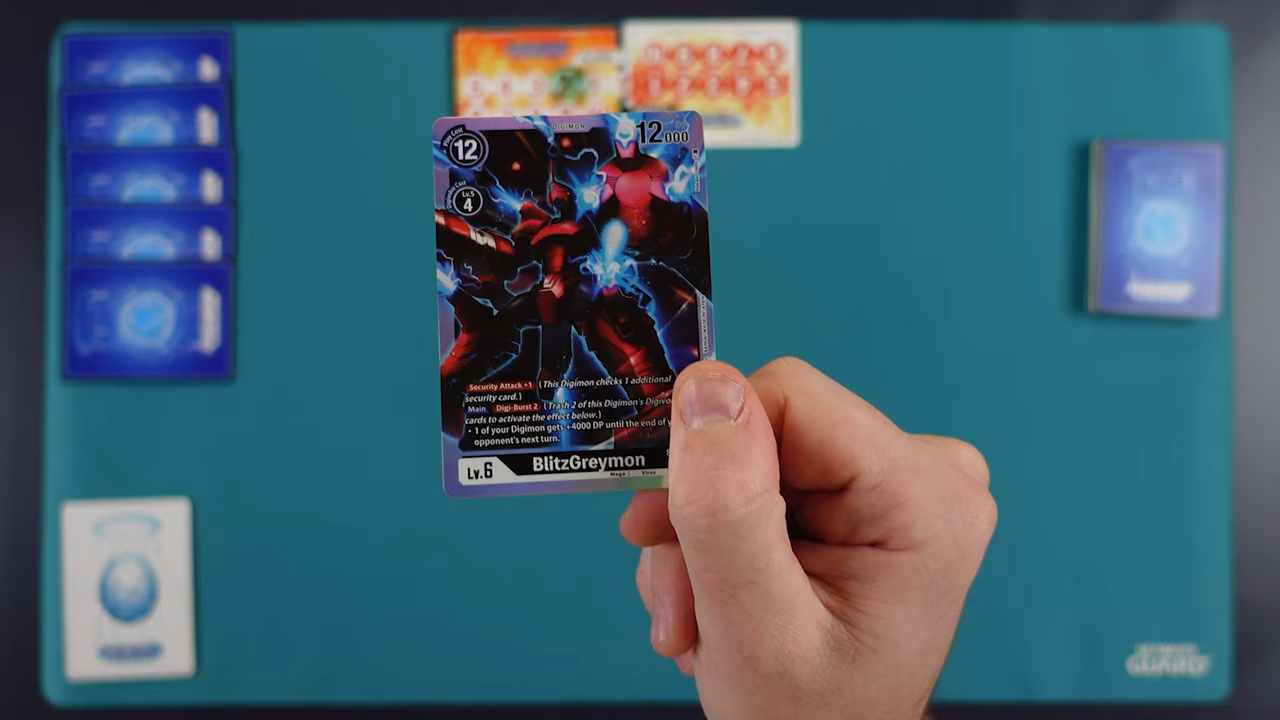 DIGIMON
Play Cost
12
12000
Digivolve Cost
Lv.5
4
Security Attack +1 (This Digimon checks 1 additional
security card.)
Main Digi-Burst 2 (Trash 2 of this Digimon's
cards to activate the effect below.)
• 1 of your Digimon gets +4000 DP until the end of
opponent's next turn.
Lv.6
BlitzGreymon
Mega | Virus
ULTIMATE
GUARD